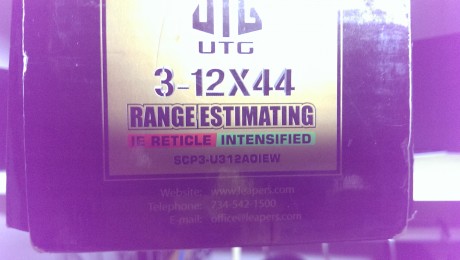 UTG
UTG
3-12X44
RANGE ESTIMATING
IE RETICLE INTENSIFIED
SCP3-U312AOIEW
Website: www.leapers.com
Telephone: 734-542-1500
E-mail: office@leapers.com